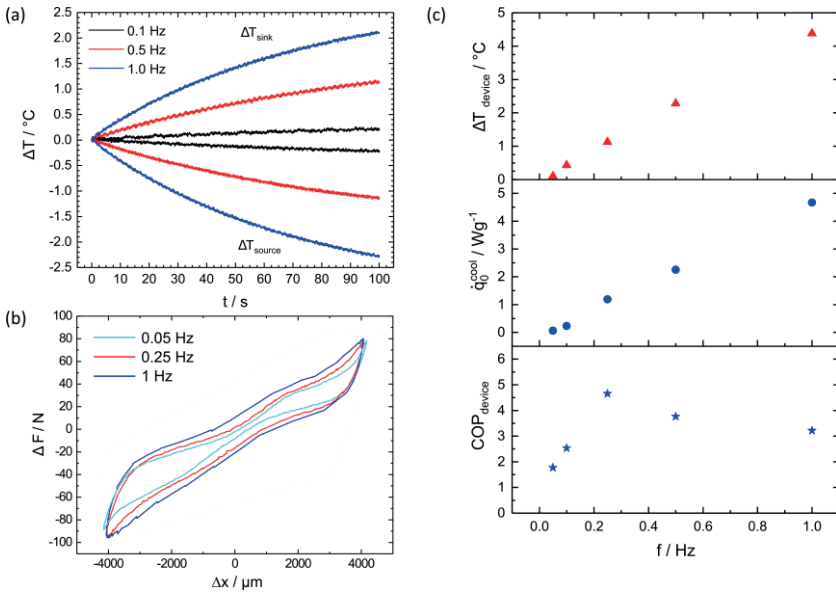 (a)
0.1 Hz
0.5 Hz
1.0 Hz
ΔT_sink
ΔT_source
2.5
2.0
1.5
1.0
0.5
0.0
-0.5
-1.0
-1.5
-2.0
-2.5
ΔT / °C
0 10 20 30 40 50 60 70 80 90 100
t / s
(b)
0.05 Hz
0.25 Hz
1 Hz
80
60
40
20
0
-20
-40
-60
-80
-100
Δ F / N
-4000 -2000 0 2000 4000
Δx / µm
(c)
5
4
3
2
1
0
ΔT_device / °C
5
4
3
2
1
0
q̇_0^cool / Wg^-1
6
5
4
3
2
1
0
COP_device
0.0 0.2 0.4 0.6 0.8 1.0
f / Hz